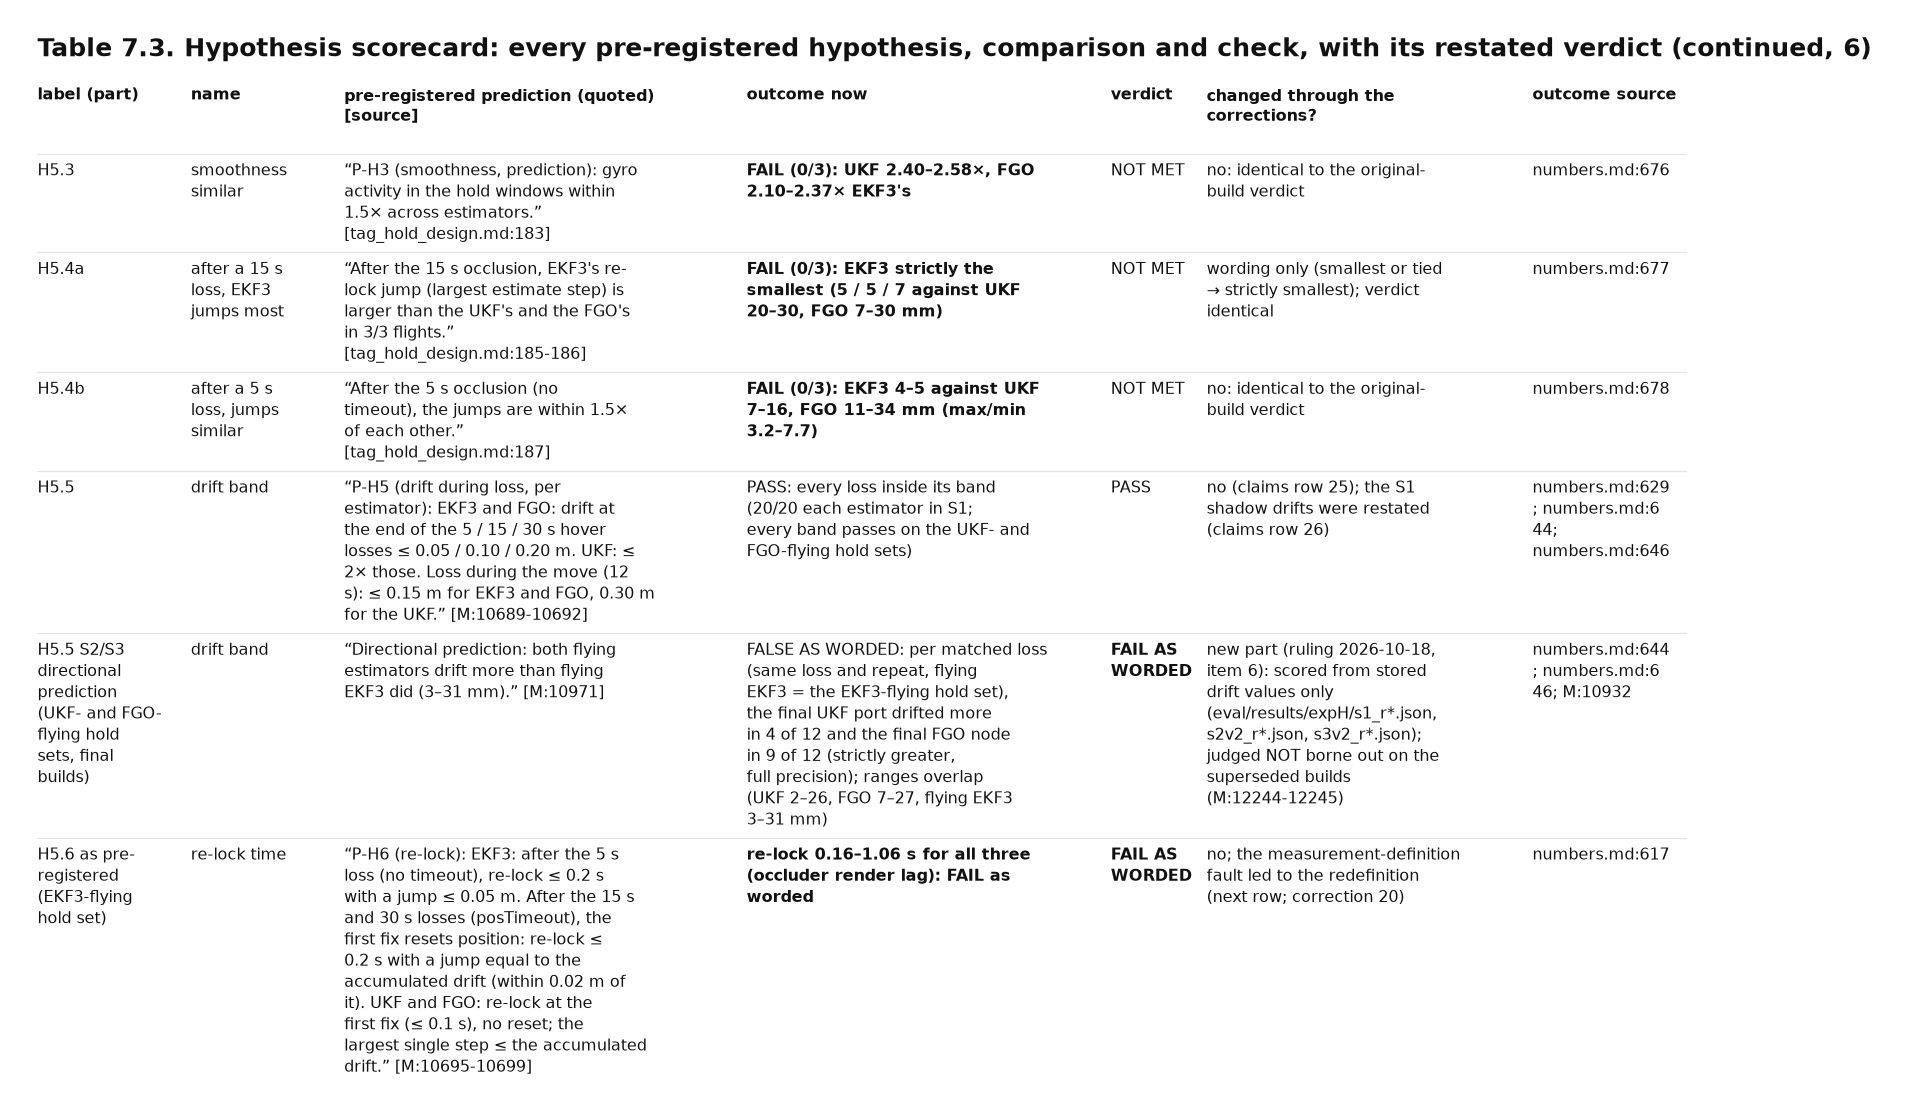 Table 7.3. Hypothesis scorecard: every pre-registered hypothesis, comparison and check, with its restated verdict (continued, 6)
label (part)
name
pre-registered prediction (quoted)
[source]
outcome now
verdict
changed through the
corrections?
outcome source
H5.3
smoothness
similar
“P-H3 (smoothness, prediction): gyro
activity in the hold windows within
1.5× across estimators.”
[tag_hold_design.md:183]
FAIL (0/3): UKF 2.40–2.58×, FGO
2.10–2.37× EKF3's
NOT MET
no: identical to the original-
build verdict
numbers.md:676
H5.4a
after a 15 s
loss, EKF3
jumps most
“After the 15 s occlusion, EKF3's re-
lock jump (largest estimate step) is
larger than the UKF's and the FGO's
in 3/3 flights.”
[tag_hold_design.md:185-186]
FAIL (0/3): EKF3 strictly the
smallest (5 / 5 / 7 against UKF
20–30, FGO 7–30 mm)
NOT MET
wording only (smallest or tied
→ strictly smallest); verdict
identical
numbers.md:677
H5.4b
after a 5 s
loss, jumps
similar
“After the 5 s occlusion (no
timeout), the jumps are within 1.5×
of each other.”
[tag_hold_design.md:187]
FAIL (0/3): EKF3 4–5 against UKF
7–16, FGO 11–34 mm (max/min
3.2–7.7)
NOT MET
no: identical to the original-
build verdict
numbers.md:678
H5.5
drift band
“P-H5 (drift during loss, per
estimator): EKF3 and FGO: drift at
the end of the 5 / 15 / 30 s hover
losses ≤ 0.05 / 0.10 / 0.20 m. UKF: ≤
2× those. Loss during the move (12
s): ≤ 0.15 m for EKF3 and FGO, 0.30 m
for the UKF.” [M:10689-10692]
PASS: every loss inside its band
(20/20 each estimator in S1;
every band passes on the UKF- and
FGO-flying hold sets)
PASS
no (claims row 25); the S1
shadow drifts were restated
(claims row 26)
numbers.md:629
; numbers.md:6
44;
numbers.md:646
H5.5 S2/S3
directional
prediction
(UKF- and FGO-
flying hold
sets, final
builds)
drift band
“Directional prediction: both flying
estimators drift more than flying
EKF3 did (3–31 mm).” [M:10971]
FALSE AS WORDED: per matched loss
(same loss and repeat, flying
EKF3 = the EKF3-flying hold set),
the final UKF port drifted more
in 4 of 12 and the final FGO node
in 9 of 12 (strictly greater,
full precision); ranges overlap
(UKF 2–26, FGO 7–27, flying EKF3
3–31 mm)
FAIL AS
WORDED
new part (ruling 2026-10-18,
item 6): scored from stored
drift values only
(eval/results/expH/s1_r*.json,
s2v2_r*.json, s3v2_r*.json);
judged NOT borne out on the
superseded builds
(M:12244-12245)
numbers.md:644
; numbers.md:6
46; M:10932
H5.6 as pre-
registered
(EKF3-flying
hold set)
re-lock time
“P-H6 (re-lock): EKF3: after the 5 s
loss (no timeout), re-lock ≤ 0.2 s
with a jump ≤ 0.05 m. After the 15 s
and 30 s losses (posTimeout), the
first fix resets position: re-lock ≤
0.2 s with a jump equal to the
accumulated drift (within 0.02 m of
it). UKF and FGO: re-lock at the
first fix (≤ 0.1 s), no reset; the
largest single step ≤ the accumulated
drift.” [M:10695-10699]
re-lock 0.16–1.06 s for all three
(occluder render lag): FAIL as
worded
FAIL AS
WORDED
no; the measurement-definition
fault led to the redefinition
(next row; correction 20)
numbers.md:617